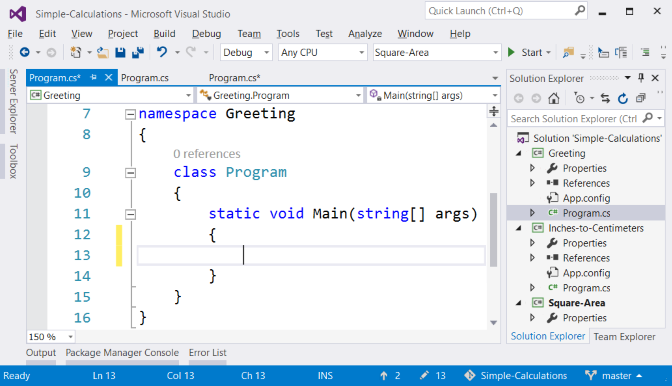 Simple-Calculations - Microsoft Visual Studio
Quick Launch (Ctrl+Q)
File Edit View Project Build Debug Team Tools Test Analyze Window Help
Debug Any CPU Square-Area Start
Server Explorer
Toolbox
Program.cs* Program.cs Program.cs*
C# Greeting Greeting.Program Main(string[] args)
7 namespace Greeting
8 {
0 references
9 class Program
10 {
11 static void Main(string[] args)
12 {
13
14 }
15 }
16 }
150 %
Solution Explorer
Search Solution Explorer (Ctrl
Solution 'Simple-Calculations'
C# Greeting
Properties
References
App.config
C# Program.cs
C# Inches-to-Centimeters
Properties
References
App.config
C# Program.cs
C# Square-Area
Properties
Solution Explorer Team Explorer
Output Package Manager Console Error List
Ready Ln 13 Col 13 Ch 13 INS 2 13 Simple-Calculations master